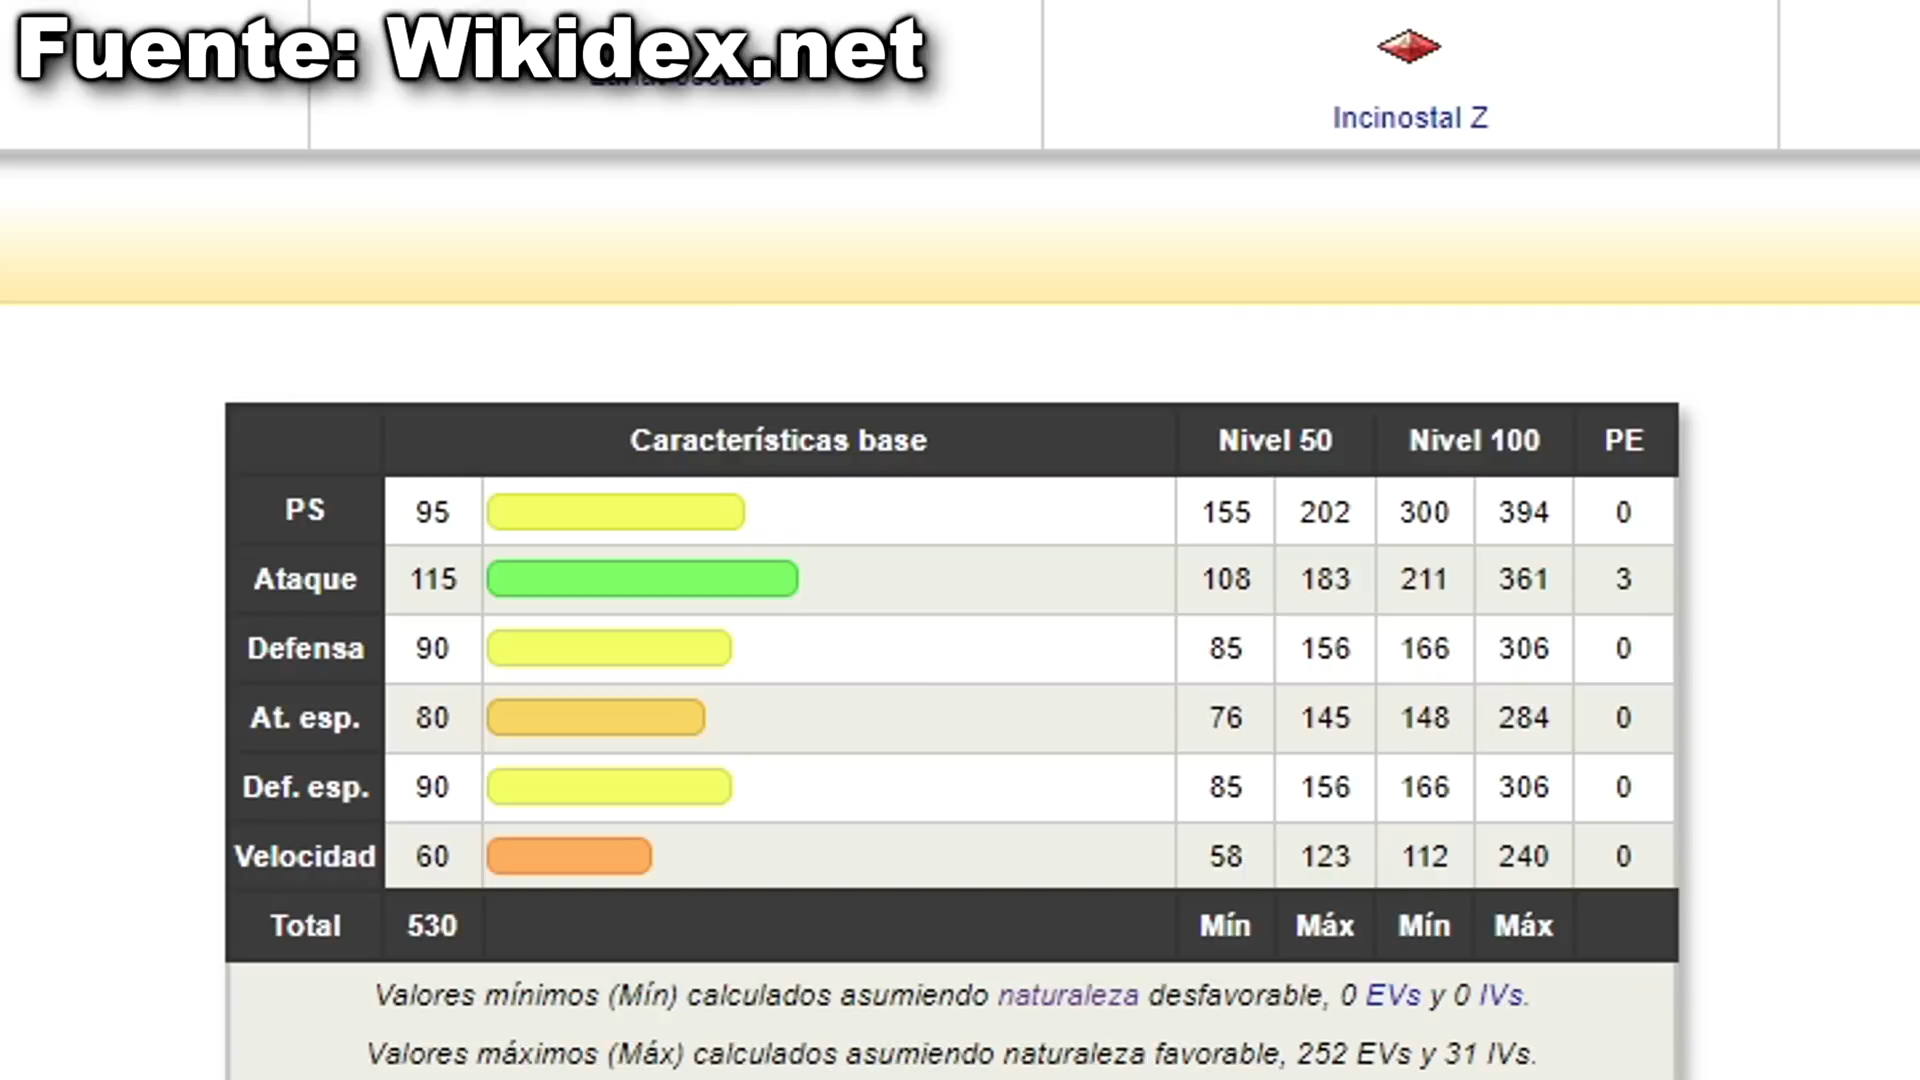 Fuente: Wikidex.net
Incinostal Z
Características base Nivel 50 Nivel 100 PE
PS 95 155 202 300 394 0
Ataque 115 108 183 211 361 3
Defensa 90 85 156 166 306 0
At. esp. 80 76 145 148 284 0
Def. esp. 90 85 156 166 306 0
Velocidad 60 58 123 112 240 0
Total 530 Mín Máx Mín Máx
Valores mínimos (Mín) calculados asumiendo naturaleza desfavorable, 0 EVs y 0 IVs.
Valores máximos (Máx) calculados asumiendo naturaleza favorable, 252 EVs y 31 IVs.